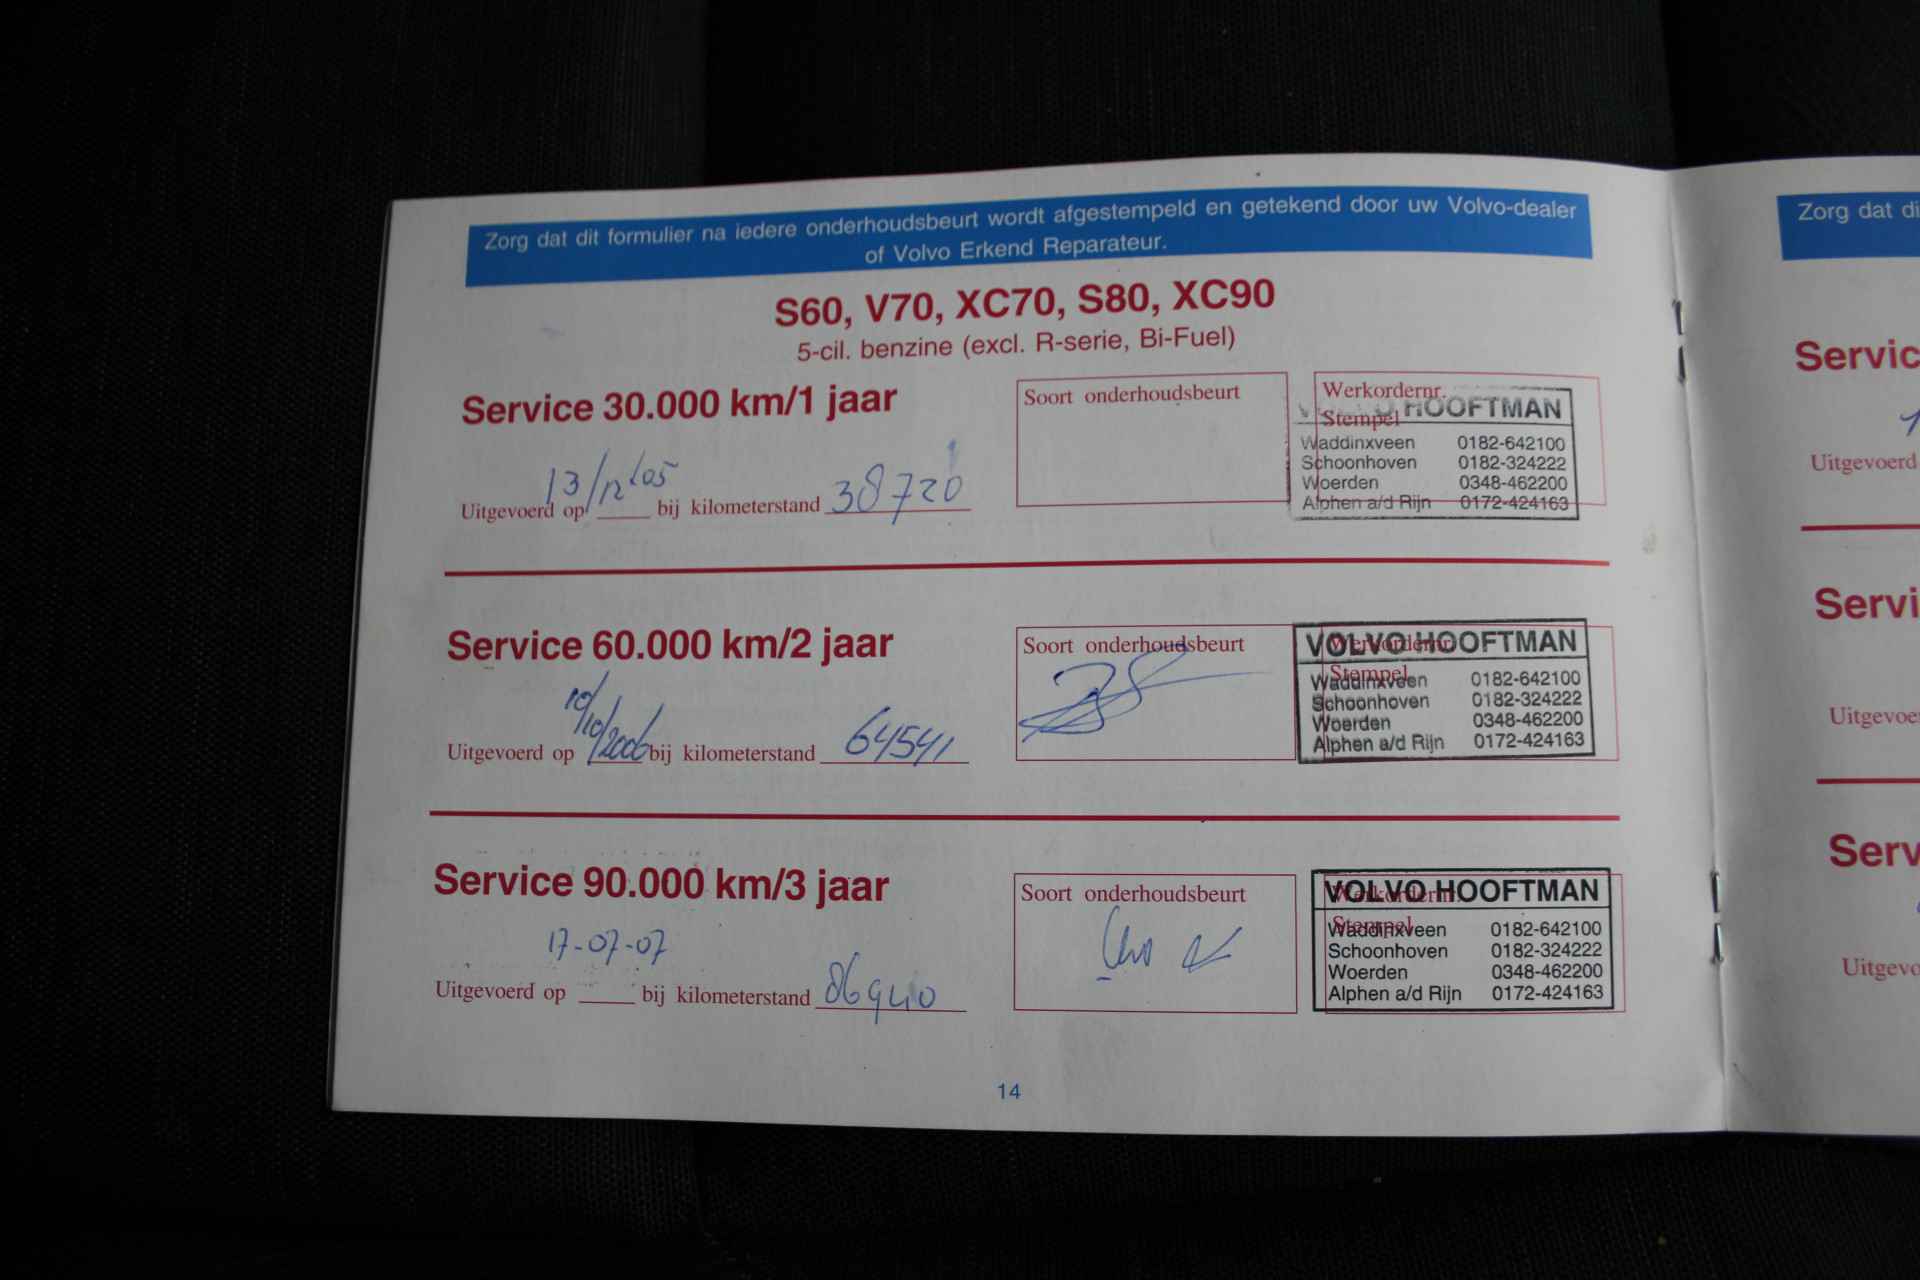 Zorg dat dit formulier na iedere onderhoudsbeurt wordt afgestempeld en getekend door uw Volvo-dealer
of Volvo Erkend Reparateur.
S60, V70, XC70, S80, XC90
5-cil. benzine (excl. R-serie, Bi-Fuel)
Service 30.000 km/1 jaar
Soort onderhoudsbeurt
Werkordernr.
Stempel
HOOFTMAN
Waddinxveen 0182-642100
Schoonhoven 0182-324222
Woerden 0348-462200
Alphen a/d Rijn 0172-424163
Uitgevoerd op 13/12/05 bij kilometerstand 38720
Service 60.000 km/2 jaar
Soort onderhoudsbeurt
Werkordernr.
Stempel
VOLVO HOOFTMAN
Waddinxveen 0182-642100
Schoonhoven 0182-324222
Woerden 0348-462200
Alphen a/d Rijn 0172-424163
Uitgevoerd op 10/10/2006 bij kilometerstand 64541
Service 90.000 km/3 jaar
Soort onderhoudsbeurt
Werkordernr.
Stempel
VOLVO HOOFTMAN
Waddinxveen 0182-642100
Schoonhoven 0182-324222
Woerden 0348-462200
Alphen a/d Rijn 0172-424163
17-07-07
Uitgevoerd op bij kilometerstand 86940
14
Zorg dat di
Servic
Uitgevoerd
Servi
Uitgevoe
Serv
Uitgevo